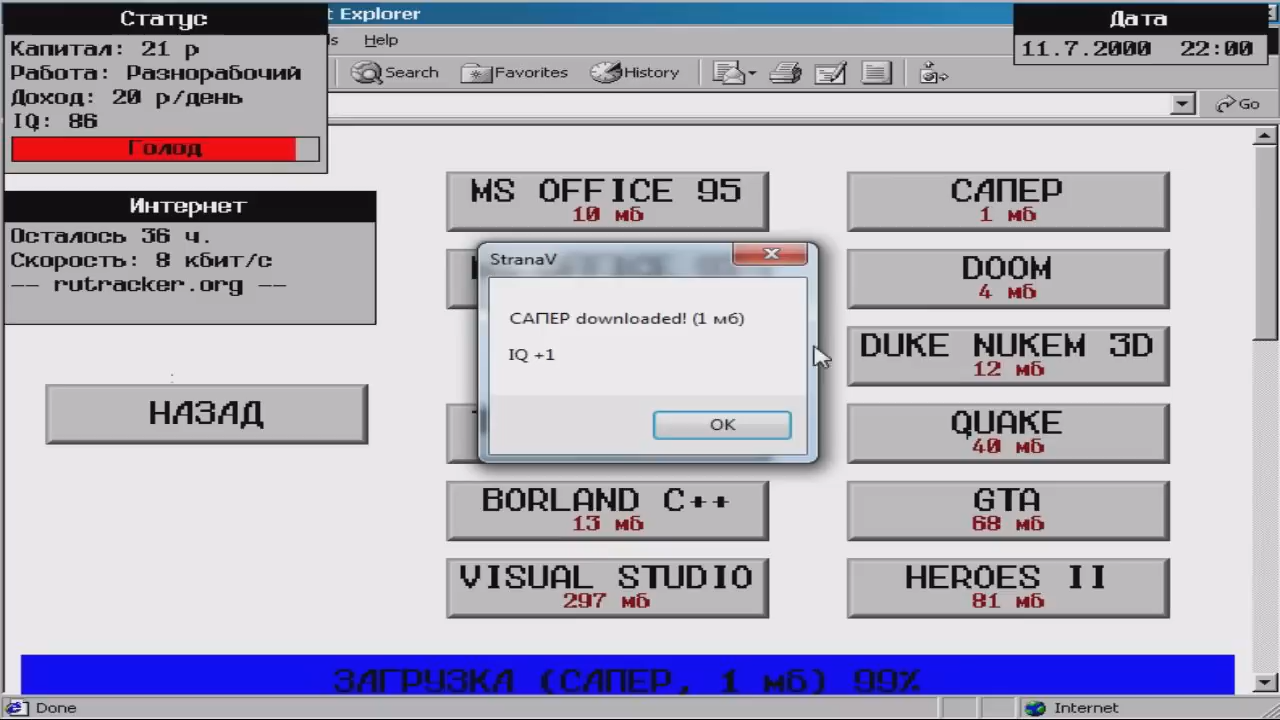 Статус
Капитал: 21 р
Работа: Разнорабочий
Доход: 20 р/день
IQ: 86
Голод
Explorer
Help
Search
Favorites
History
Go
Дата
11.7.2000 22:00
Интернет
Осталось 36 ч.
Скорость: 8 кбит/с
-- rutracker.org --
НАЗАД
MS OFFICE 95
10 мб
САПЕР
1 мб
DOOM
4 мб
StranaV
САПЕР downloaded! (1 мб)
IQ +1
OK
DUKE NUKEM 3D
12 мб
QUAKE
40 мб
BORLAND C++
13 мб
GTA
68 мб
VISUAL STUDIO
297 мб
HEROES II
81 мб
ЗАГРУЗКА (САПЕР, 1 мб) 99%
Done
Internet